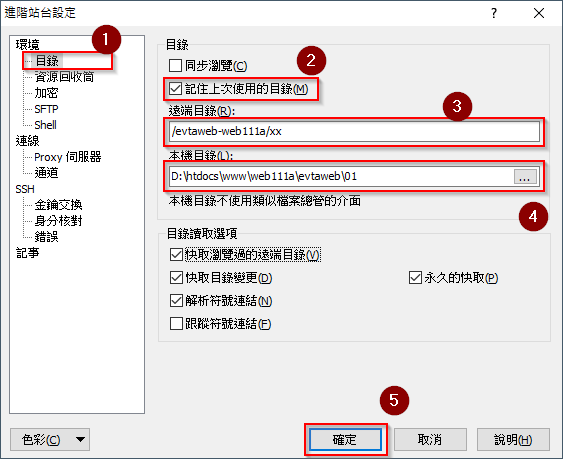 進階站台設定
1
環境
目錄
資源回收筒
加密
SFTP
Shell
連線
Proxy 伺服器
通道
SSH
金鑰交換
身分核對
錯誤
記事
目錄
同步瀏覽(C)
2
記住上次使用的目錄(M)
遠端目錄(R):
3
/evtaweb-web111a/xx
本機目錄(L):
D:\htdocs\www\web111a\evtaweb\01
...
本機目錄不使用類似檔案總管的介面
4
目錄讀取選項
快取瀏覽過的遠端目錄(V)
快取目錄變更(D)
永久的快取(P)
解析符號連結(N)
跟蹤符號連結(F)
5
色彩(C)
確定
取消
說明(H)